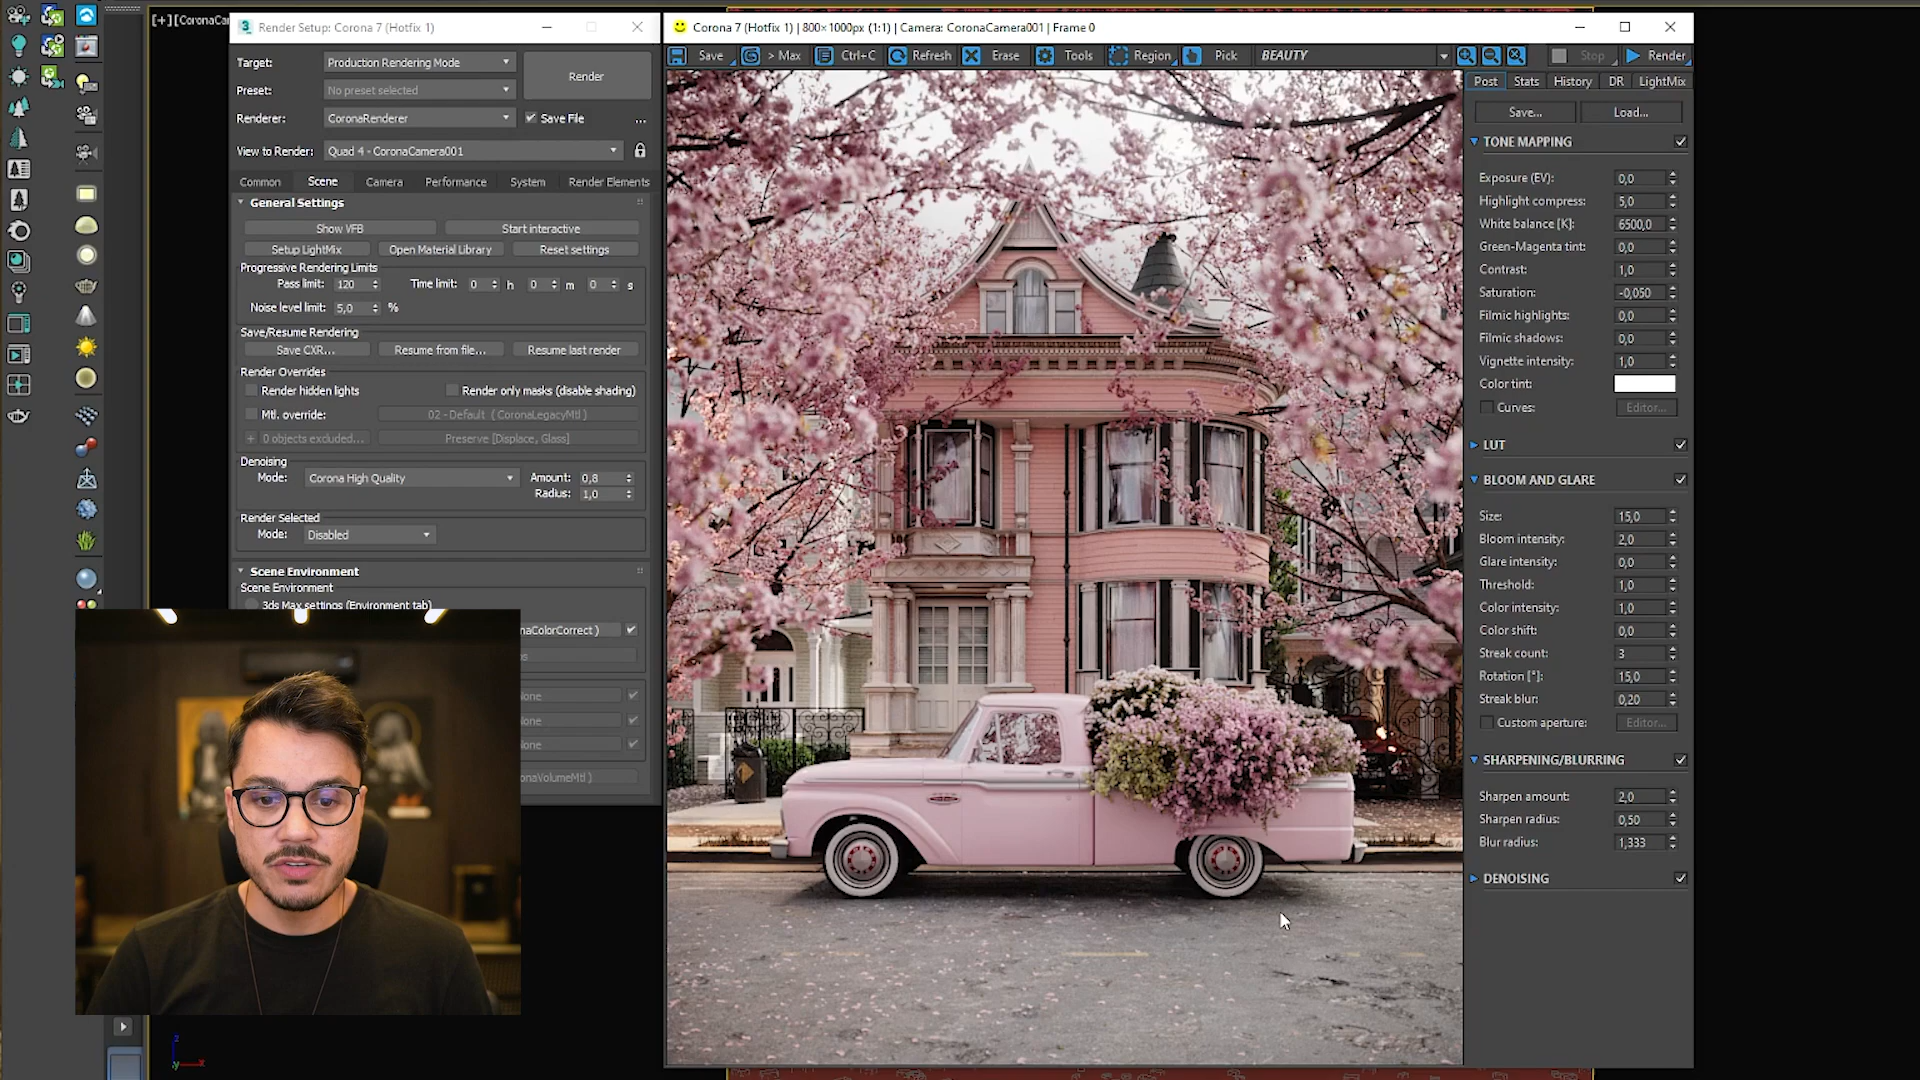 [+][CoronaCa
Render Setup: Corona 7 (Hotfix 1)
Target:
Production Rendering Mode
Render
Preset:
No preset selected
Renderer:
CoronaRenderer
Save File
...
View to Render:
Quad 4 - CoronaCamera001
Common
Scene
Camera
Performance
System
Render Elements
General Settings
Show VFB
Start interactive
Setup LightMix
Open Material Library
Reset settings
Progressive Rendering Limits
Pass limit: 120
Time limit: 0 h 0 m 0 s
Noise level limit: 5,0 %
Save/Resume Rendering
Save CXR...
Resume from file...
Resume last render
Render Overrides
Render hidden lights
Render only masks (disable shading)
Mtl. override:
02 - Default ( CoronaLegacyMtl )
+ 0 objects excluded...
Preserve [Displace, Glass]
Denoising
Mode: Corona High Quality
Amount: 0,8
Radius: 1,0
Render Selected
Mode: Disabled
Scene Environment
Scene Environment
3ds Max settings (Environment tab)
naColorCorrect )
ps
None
None
None
onaVolumeMtl )
z
y
x
Corona 7 (Hotfix 1) | 800×1000px (1:1) | Camera: CoronaCamera001 | Frame 0
Save
> Max
Ctrl+C
Refresh
Erase
Tools
Region
Pick
BEAUTY
Stop
Render
Post
Stats
History
DR
LightMix
Save...
Load...
TONE MAPPING
Exposure (EV): 0,0
Highlight compress: 5,0
White balance [K]: 6500,0
Green-Magenta tint: 0,0
Contrast: 1,0
Saturation: -0,050
Filmic highlights: 0,0
Filmic shadows: 0,0
Vignette intensity: 1,0
Color tint:
Curves:
Editor...
LUT
BLOOM AND GLARE
Size: 15,0
Bloom intensity: 2,0
Glare intensity: 0,0
Threshold: 1,0
Color intensity: 1,0
Color shift: 0,0
Streak count: 3
Rotation [°]: 15,0
Streak blur: 0,20
Custom aperture:
Editor...
SHARPENING/BLURRING
Sharpen amount: 2,0
Sharpen radius: 0,50
Blur radius: 1,333
DENOISING